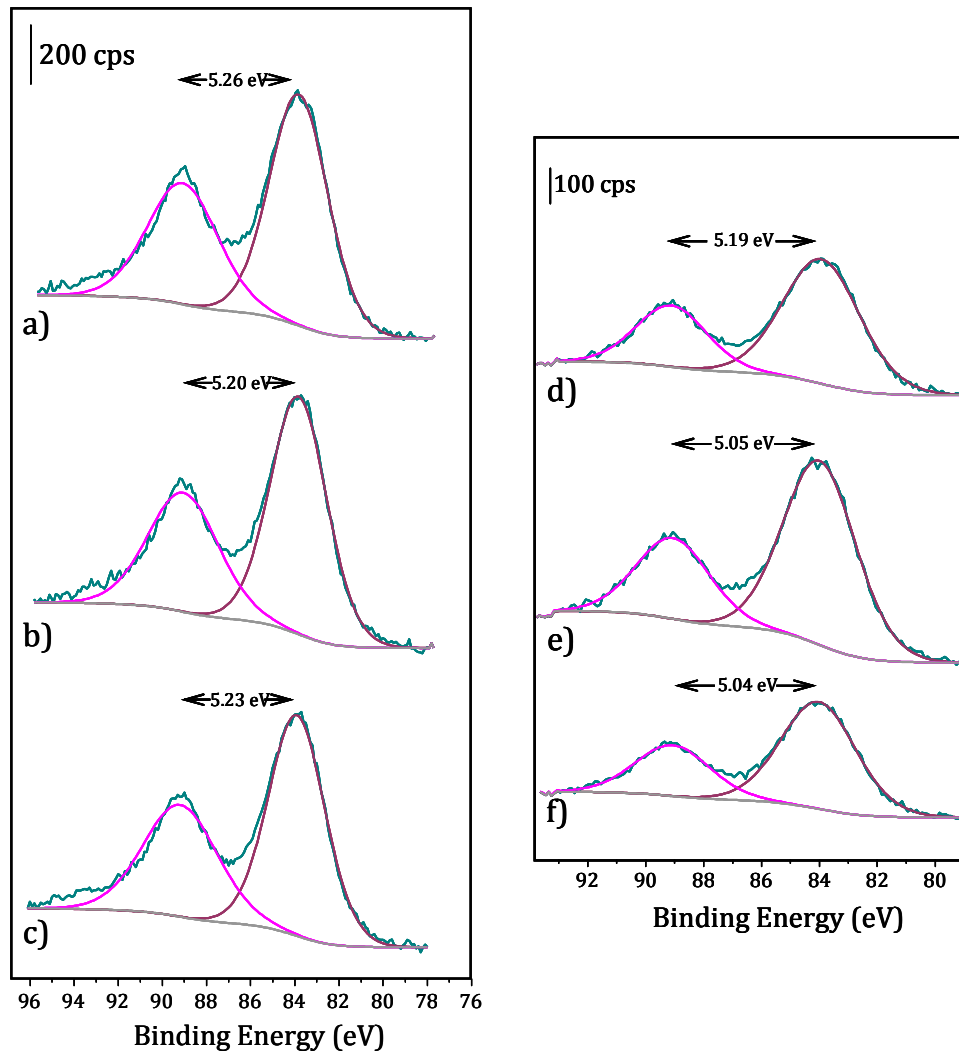 200 cps
5.26 eV
a)
5.20 eV
b)
5.23 eV
c)
96 94 92 90 88 86 84 82 80 78 76
Binding Energy (eV)
100 cps
5.19 eV
d)
5.05 eV
e)
5.04 eV
f)
92 90 88 86 84 82 80
Binding Energy (eV)